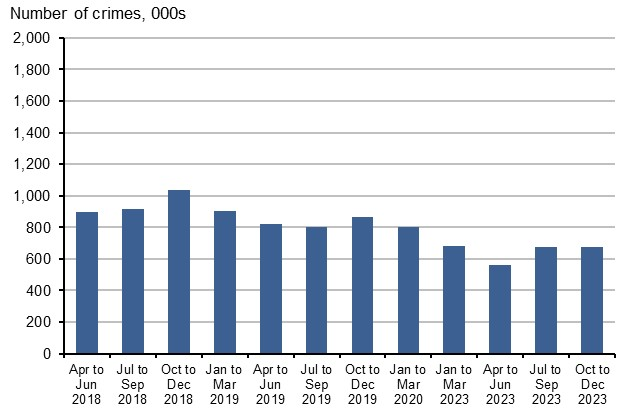 Number of crimes, 000s
2,000
1,800
1,600
1,400
1,200
1,000
800
600
400
200
0
Apr to Jul to Oct to Jan to Apr to Jul to Oct to Jan to Jan to Apr to Jul to Oct to
Jun Sep Dec Mar Jun Sep Dec Mar Mar Jun Sep Dec
2018 2018 2018 2019 2019 2019 2019 2020 2023 2023 2023 2023